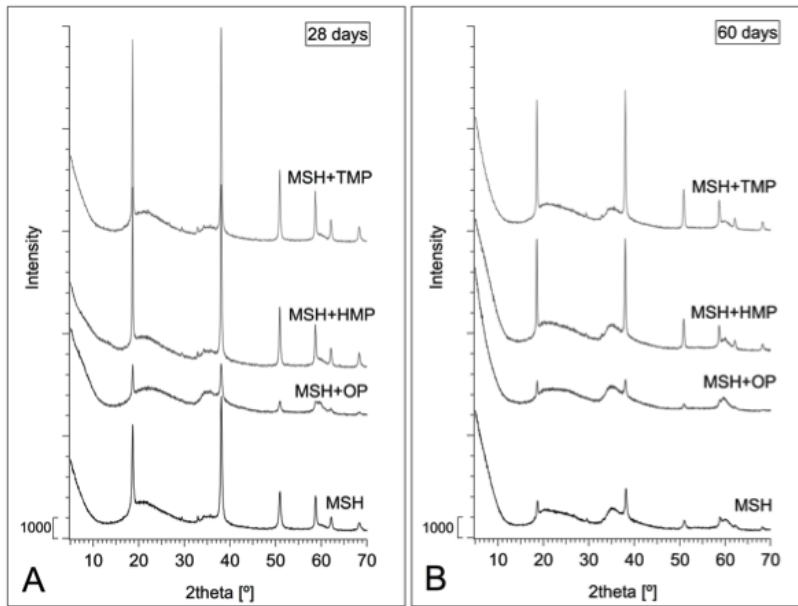 28 days
MSH+TMP
MSH+HMP
MSH+OP
MSH
Intensity
1000
10 20 30 40 50 60 70
2theta [º]
A
60 days
MSH+TMP
MSH+HMP
MSH+OP
MSH
Intensity
1000
10 20 30 40 50 60 70
2theta [º]
B